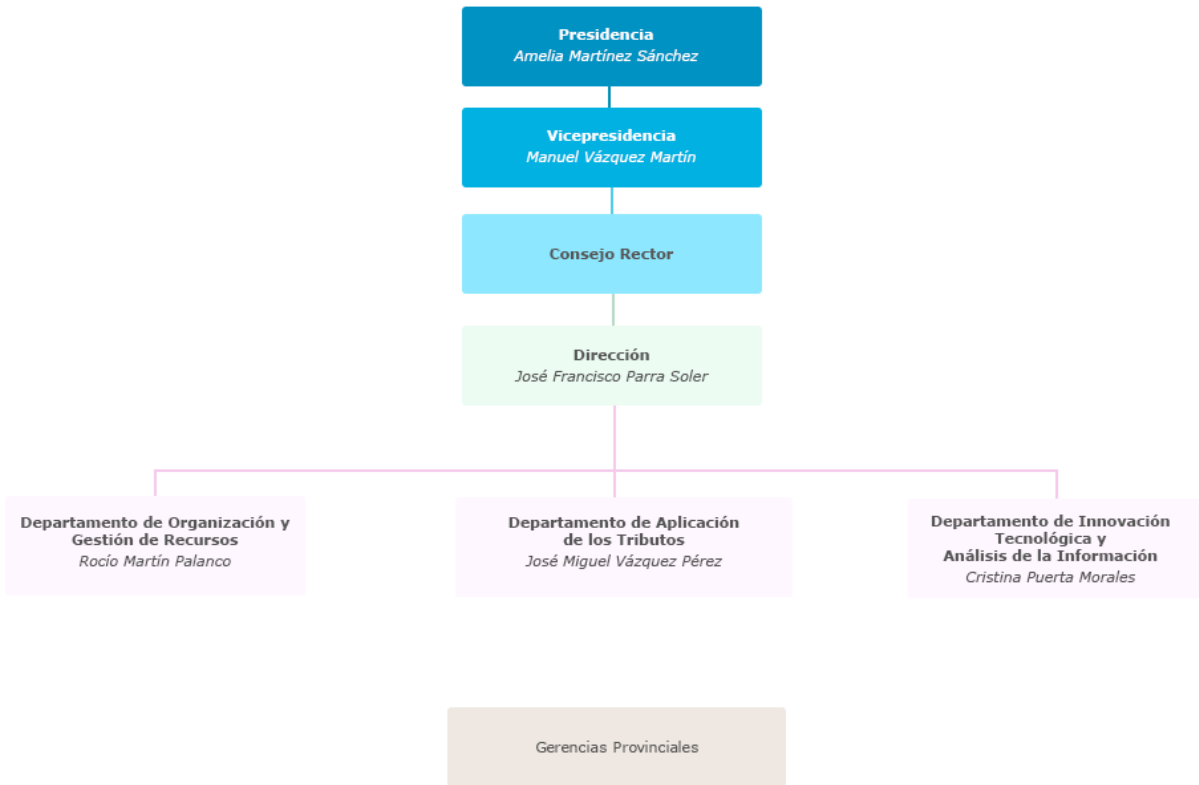 Presidencia
Amelia Martínez Sánchez
Vicepresidencia
Manuel Vázquez Martín
Consejo Rector
Dirección
José Francisco Parra Soler
Departamento de Organización y
Gestión de Recursos
Rocío Martín Palanco
Departamento de Aplicación
de los Tributos
José Miguel Vázquez Pérez
Departamento de Innovación
Tecnológica y
Análisis de la Información
Cristina Puerta Morales
Gerencias Provinciales